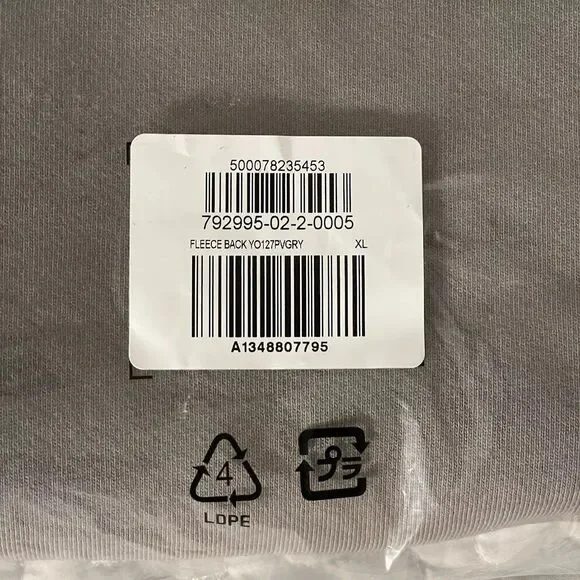 500078235453
792995-02-2-0005
FLEECE BACK YO127PVGRY XL
A1348807795
4 プラ
LDPE